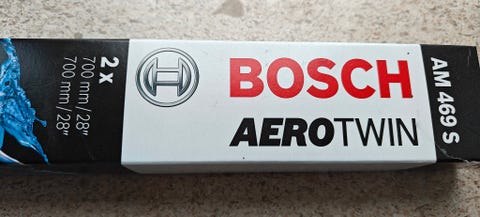 2 x
700 mm / 28"
700 mm / 28"
BOSCH
AEROTWIN
AM 469 S